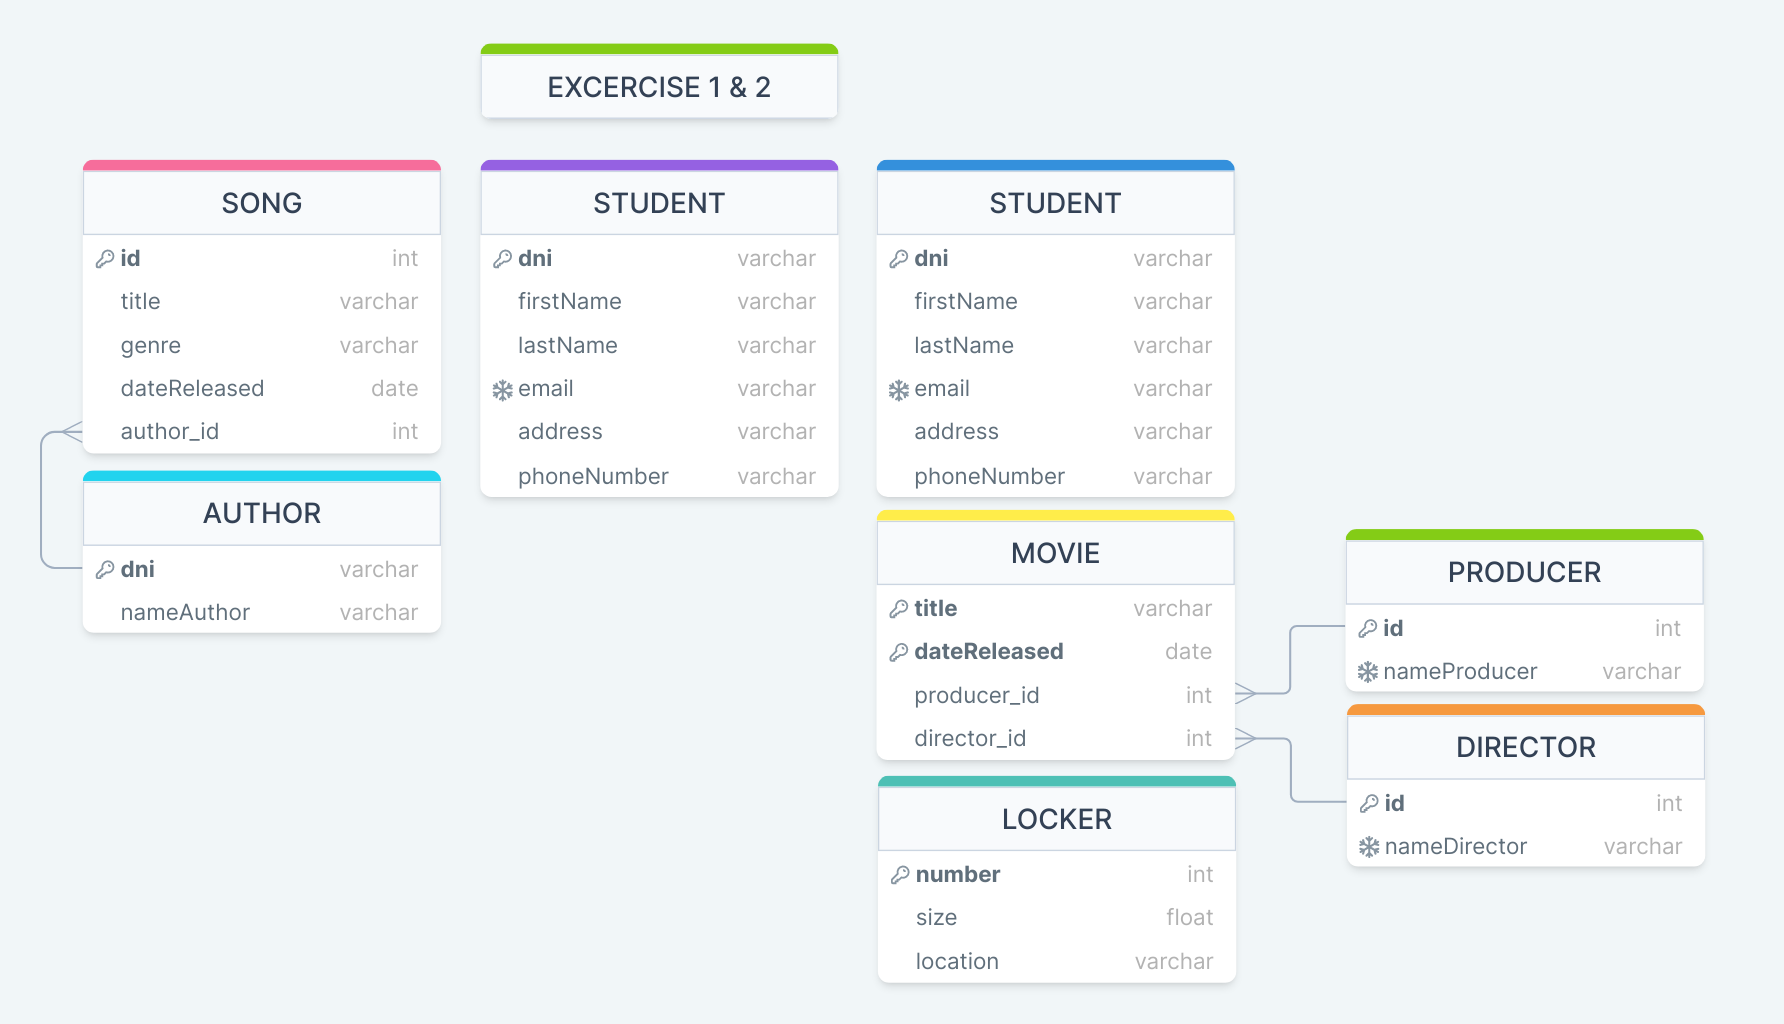 EXCERCISE 1 & 2
SONG
id int
title varchar
genre varchar
dateReleased date
author_id int
AUTHOR
dni varchar
nameAuthor varchar
STUDENT
dni varchar
firstName varchar
lastName varchar
email varchar
address varchar
phoneNumber varchar
STUDENT
dni varchar
firstName varchar
lastName varchar
email varchar
address varchar
phoneNumber varchar
MOVIE
title varchar
dateReleased date
producer_id int
director_id int
LOCKER
number int
size float
location varchar
PRODUCER
id int
nameProducer varchar
DIRECTOR
id int
nameDirector varchar